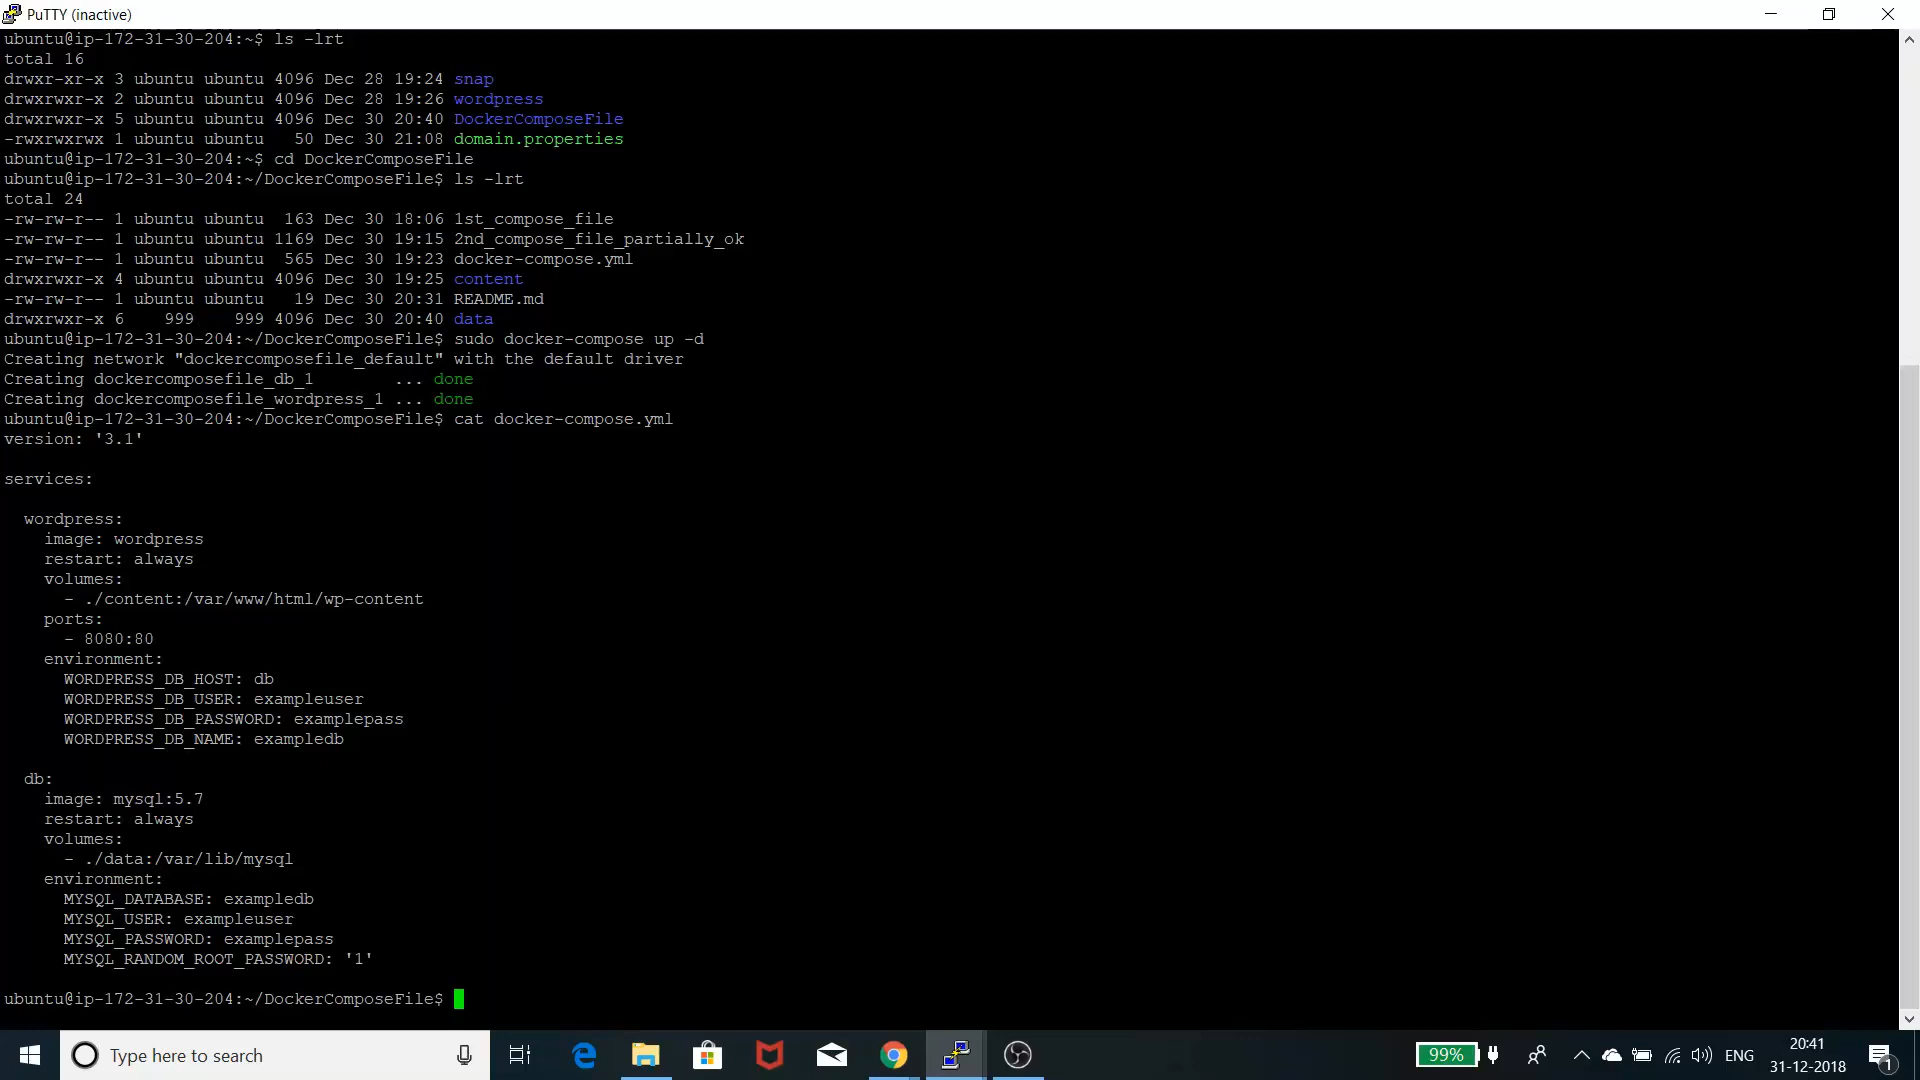 PuTTY (inactive)
ubuntu@ip-172-31-30-204:~$ ls -lrt
total 16
drwxr-xr-x 3 ubuntu ubuntu 4096 Dec 28 19:24 snap
drwxrwxr-x 2 ubuntu ubuntu 4096 Dec 28 19:26 wordpress
drwxrwxr-x 5 ubuntu ubuntu 4096 Dec 30 20:40 DockerComposeFile
-rwxrwxrwx 1 ubuntu ubuntu   50 Dec 30 21:08 domain.properties
ubuntu@ip-172-31-30-204:~$ cd DockerComposeFile
ubuntu@ip-172-31-30-204:~/DockerComposeFile$ ls -lrt
total 24
-rw-rw-r-- 1 ubuntu ubuntu  163 Dec 30 18:06 1st_compose_file
-rw-rw-r-- 1 ubuntu ubuntu 1169 Dec 30 19:15 2nd_compose_file_partially_ok
-rw-rw-r-- 1 ubuntu ubuntu  565 Dec 30 19:23 docker-compose.yml
drwxrwxr-x 4 ubuntu ubuntu 4096 Dec 30 19:25 content
-rw-rw-r-- 1 ubuntu ubuntu   19 Dec 30 20:31 README.md
drwxrwxr-x 6    999    999 4096 Dec 30 20:40 data
ubuntu@ip-172-31-30-204:~/DockerComposeFile$ sudo docker-compose up -d
Creating network "dockercomposefile_default" with the default driver
Creating dockercomposefile_db_1        ... done
Creating dockercomposefile_wordpress_1 ... done
ubuntu@ip-172-31-30-204:~/DockerComposeFile$ cat docker-compose.yml
version: '3.1'
services:
  wordpress:
    image: wordpress
    restart: always
    volumes:
      - ./content:/var/www/html/wp-content
    ports:
      - 8080:80
    environment:
      WORDPRESS_DB_HOST: db
      WORDPRESS_DB_USER: exampleuser
      WORDPRESS_DB_PASSWORD: examplepass
      WORDPRESS_DB_NAME: exampledb
  db:
    image: mysql:5.7
    restart: always
    volumes:
      - ./data:/var/lib/mysql
    environment:
      MYSQL_DATABASE: exampledb
      MYSQL_USER: exampleuser
      MYSQL_PASSWORD: examplepass
      MYSQL_RANDOM_ROOT_PASSWORD: '1'
ubuntu@ip-172-31-30-204:~/DockerComposeFile$
Type here to search
99%
ENG
20:41
31-12-2018
1